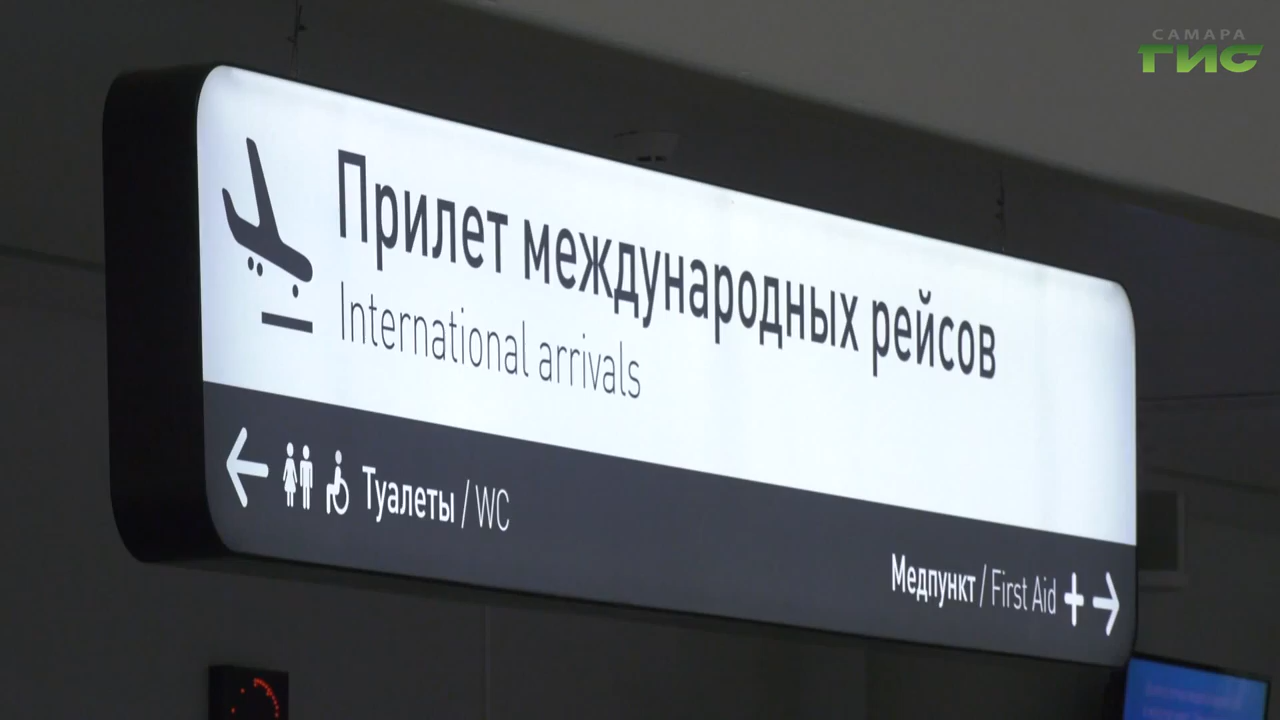 САМАРА
ГИС
Прилет международных рейсов
International arrivals
Туалеты / WC
Медпункт / First Aid